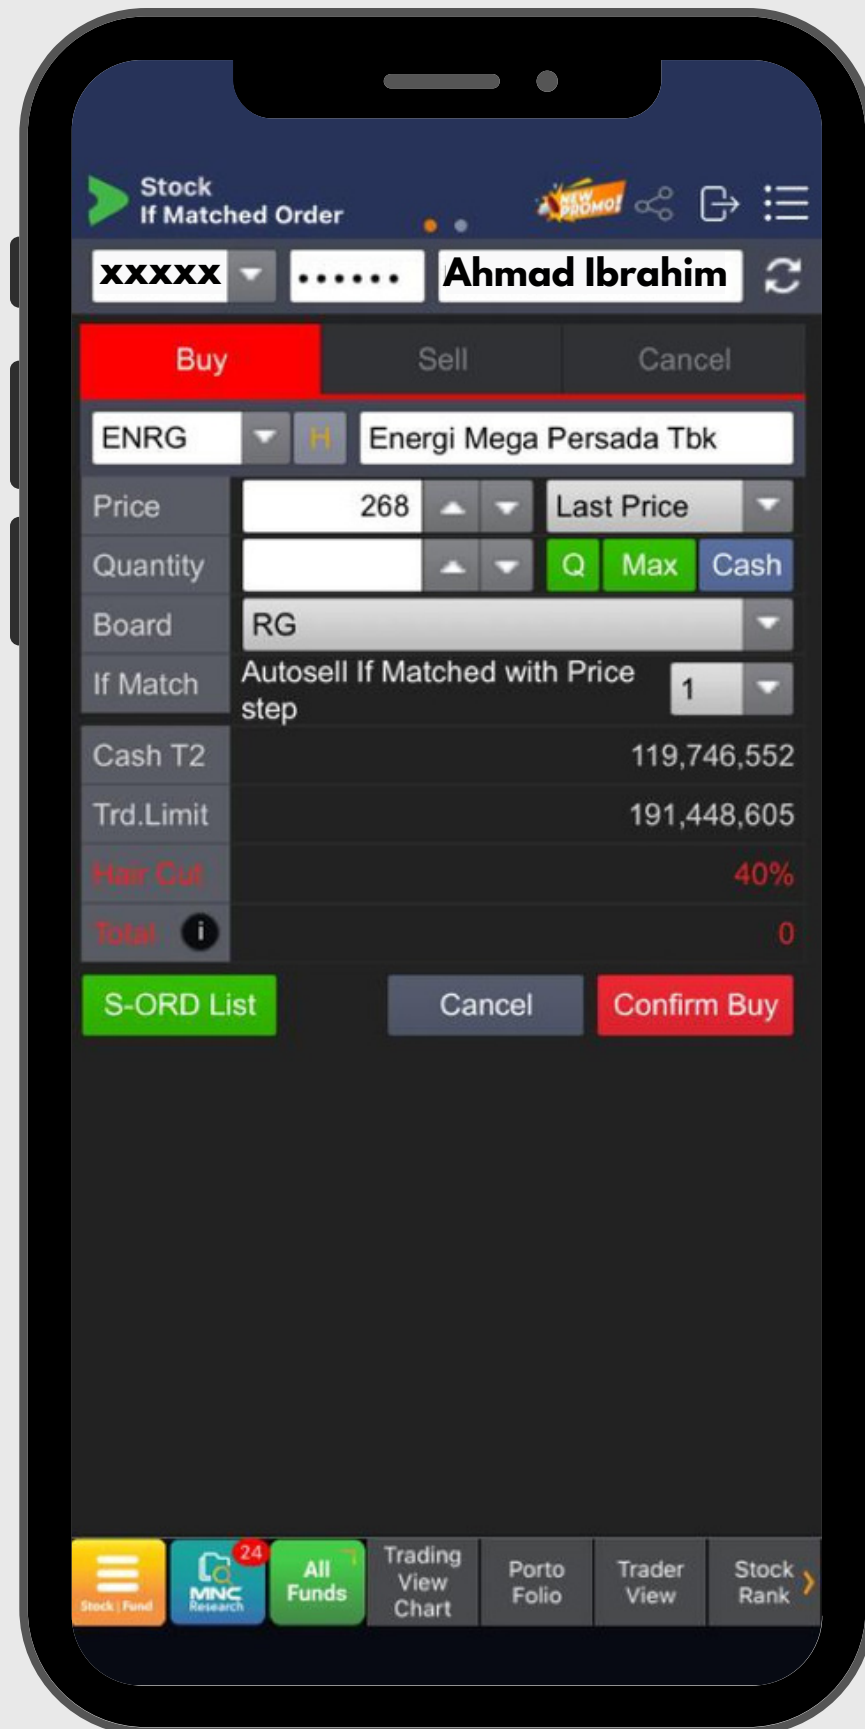 Stock
If Matched Order
NEW PROMO!
xxxxx
••••••
Ahmad Ibrahim
Buy
Sell
Cancel
ENRG
H
Energi Mega Persada Tbk
Price
268
Last Price
Quantity
Q
Max
Cash
Board
RG
If Match
Autosell If Matched with Price
step
1
Cash T2
119,746,552
Trd.Limit
191,448,605
Hair Cut
40%
Total
i
0
S-ORD List
Cancel
Confirm Buy
Stock | Fund
24
MNC
Research
All
Funds
Trading
View
Chart
Porto
Folio
Trader
View
Stock
Rank